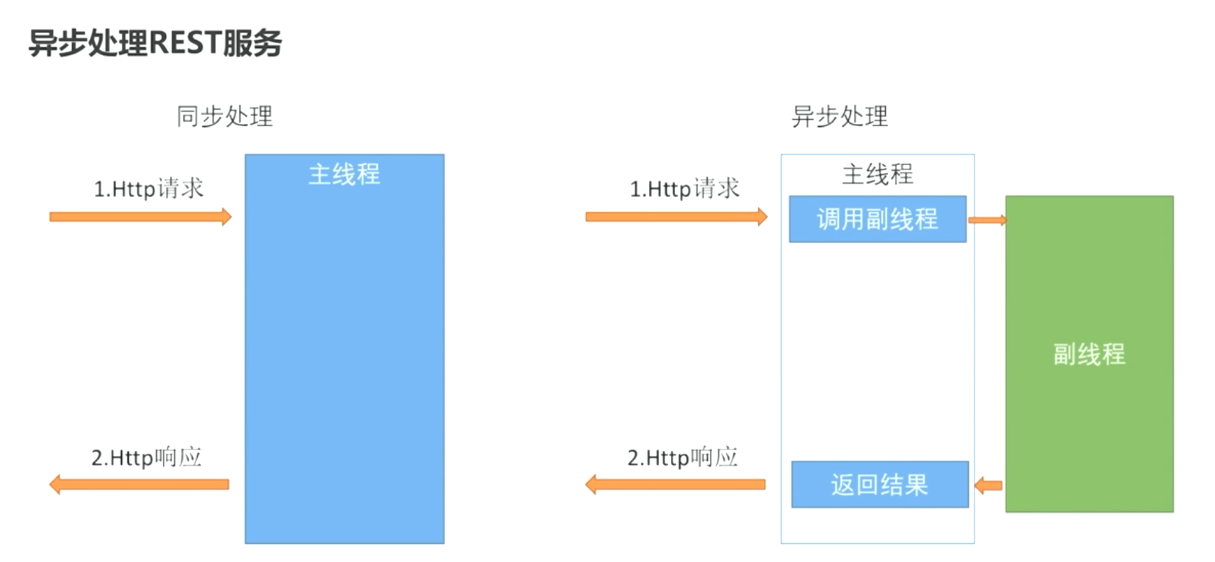 异步处理REST服务
同步处理
主线程
1.Http请求
2.Http响应
异步处理
主线程
1.Http请求
调用副线程
副线程
2.Http响应
返回结果